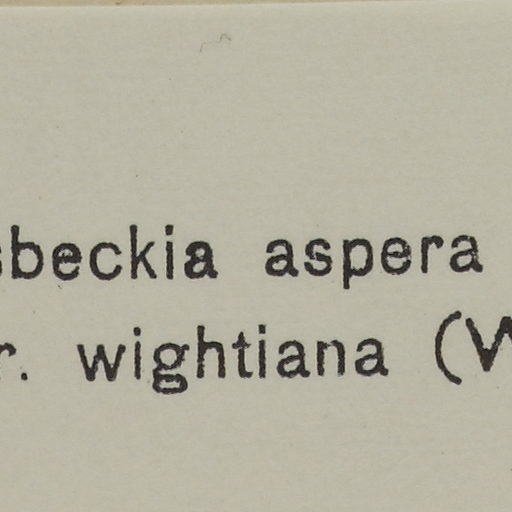 sbeckia aspera
r. wightiana (W